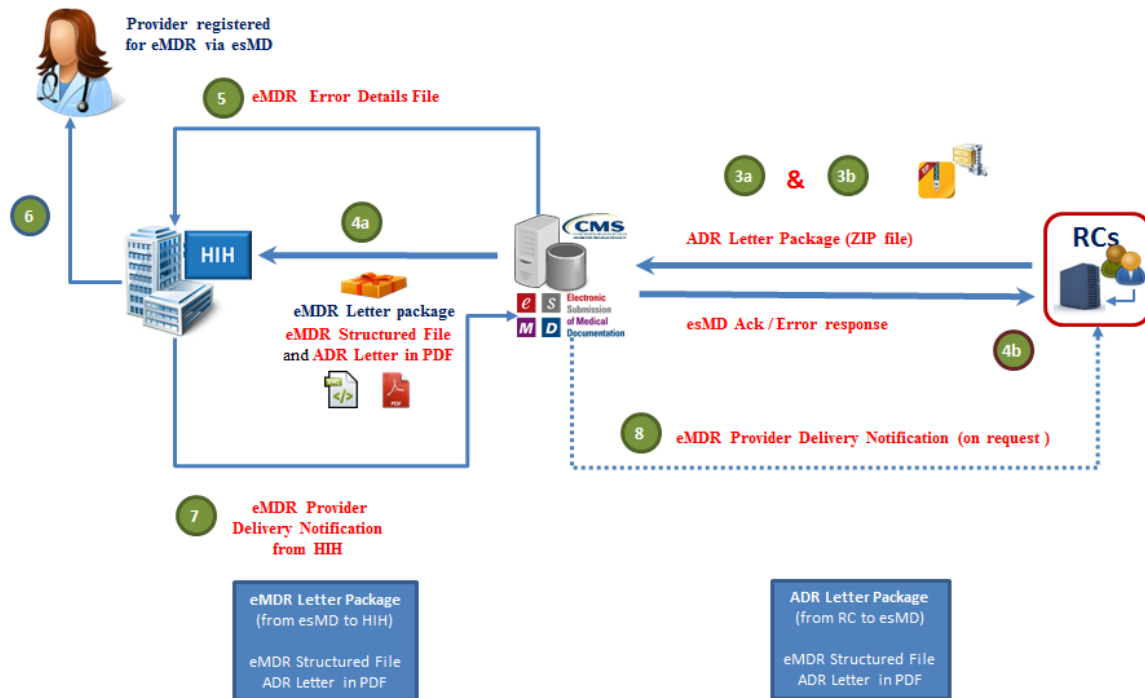 Provider registered
for eMDR via esMD
5
eMDR Error Details File
3a
&
3b
6
4a
HIH
CMS
ADR Letter Package (ZIP file)
RCs
eMDR Letter package
eMDR Structured File
and ADR Letter in PDF
PDF
e S Electronic
Submission
M D of Medical
Documentation
esMD Ack / Error response
4b
8
eMDR Provider Delivery Notification (on request )
7
eMDR Provider
Delivery Notification
from HIH
eMDR Letter Package
(from esMD to HIH)
eMDR Structured File
ADR Letter in PDF
ADR Letter Package
(from RC to esMD)
eMDR Structured File
ADR Letter in PDF